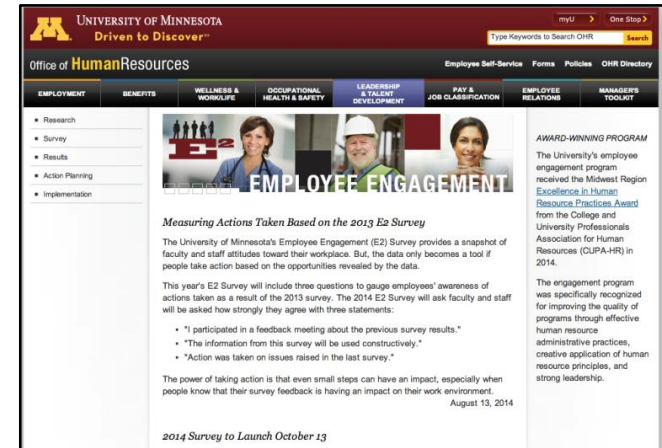 UNIVERSITY OF MINNESOTA
Driven to Discover℠
myU >
One Stop >
Type Keywords to Search OHR
Search
Office of HumanResources
Employee Self-Service Forms Policies OHR Directory
EMPLOYMENT
BENEFITS
WELLNESS &
WORK/LIFE
OCCUPATIONAL
HEALTH & SAFETY
LEADERSHIP
& TALENT
DEVELOPMENT
PAY &
JOB CLASSIFICATION
EMPLOYEE
RELATIONS
MANAGER'S
TOOLKIT
Research
Survey
Results
Action Planning
Implementation
E2
EMPLOYEE ENGAGEMENT
Measuring Actions Taken Based on the 2013 E2 Survey
The University of Minnesota's Employee Engagement (E2) Survey provides a snapshot of
faculty and staff attitudes toward their workplace. But, the data only becomes a tool if
people take action based on the opportunities revealed by the data.
This year's E2 Survey will include three questions to gauge employees' awareness of
actions taken as a result of the 2013 survey. The 2014 E2 Survey will ask faculty and staff
will be asked how strongly they agree with three statements:
• "I participated in a feedback meeting about the previous survey results."
• "The information from this survey will be used constructively."
• "Action was taken on issues raised in the last survey."
The power of taking action is that even small steps can have an impact, especially when
people know that their survey feedback is having an impact on their work environment.
August 13, 2014
2014 Survey to Launch October 13
AWARD-WINNING PROGRAM
The University's employee
engagement program
received the Midwest Region
Excellence in Human
Resource Practices Award
from the College and
University Professionals
Association for Human
Resources (CUPA-HR) in
2014.
The engagement program
was specifically recognized
for improving the quality of
programs through effective
human resource
administrative practices,
creative application of human
resource principles, and
strong leadership.